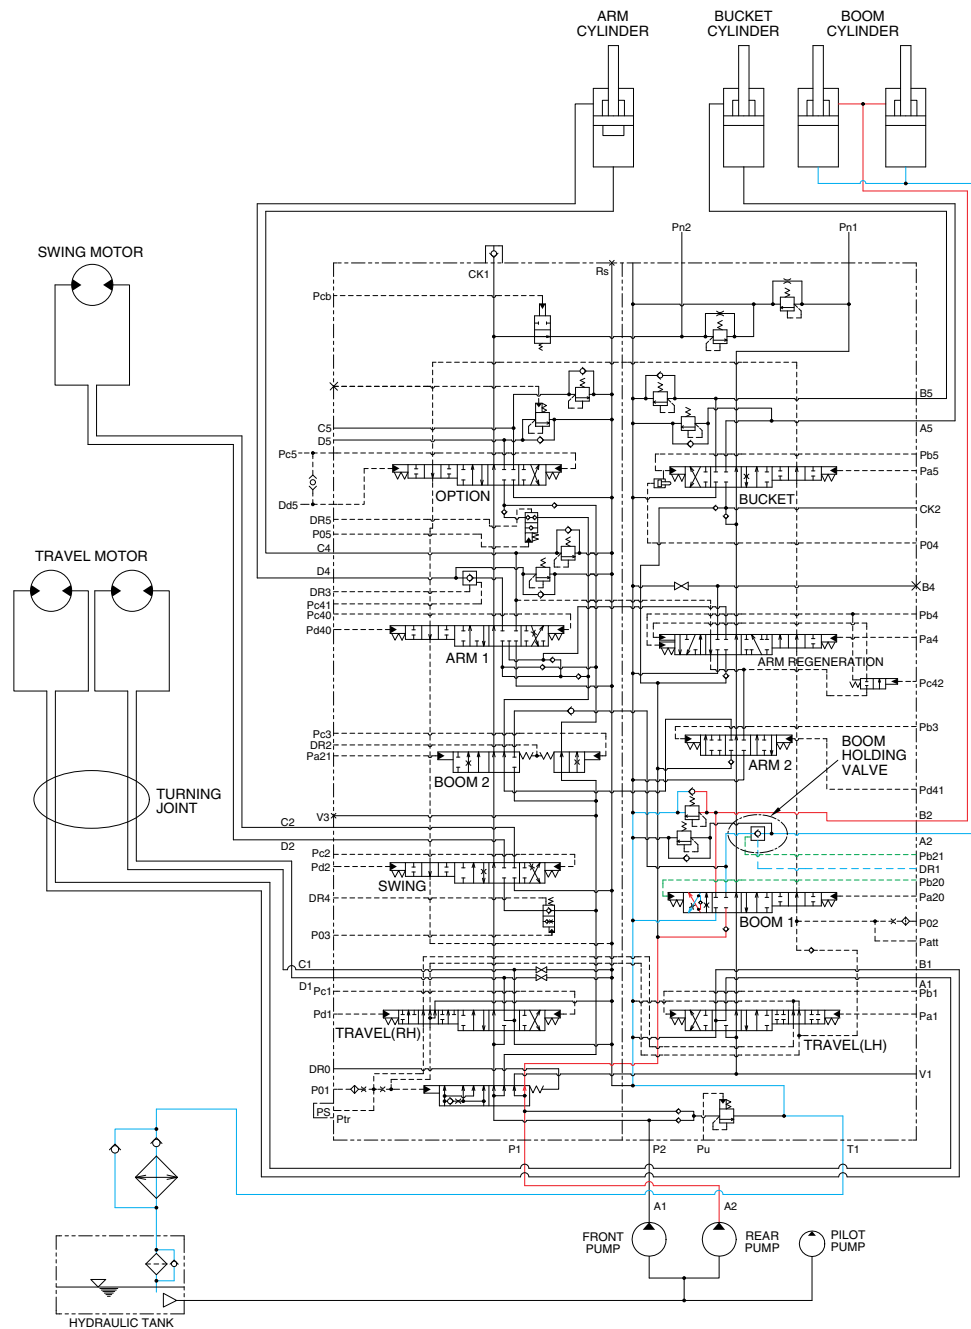 ARM
CYLINDER
BUCKET
CYLINDER
BOOM
CYLINDER
SWING MOTOR
Pn2
Pn1
CK1
Rs
Pcb
B5
C5
A5
D5
Pc5
Pb5
Pa5
OPTION
BUCKET
Dd5
CK2
DR5
P05
P04
C4
TRAVEL MOTOR
D4
B4
DR3
Pc41
Pc40
Pb4
Pd40
Pa4
ARM 1
ARM REGENERATION
Pc42
Pc3
Pb3
DR2
BOOM
HOLDING
VALVE
Pa21
ARM 2
BOOM 2
Pd41
TURNING
JOINT
V3
B2
C2
A2
D2
Pc2
Pb21
Pd2
DR1
SWING
Pb20
DR4
Pa20
BOOM 1
P03
P02
Patt
C1
B1
D1
A1
Pc1
Pb1
Pd1
Pa1
TRAVEL(RH)
TRAVEL(LH)
DR0
V1
P01
PS
Ptr
P1
P2
Pu
T1
A1
A2
FRONT
PUMP
REAR
PUMP
PILOT
PUMP
HYDRAULIC TANK